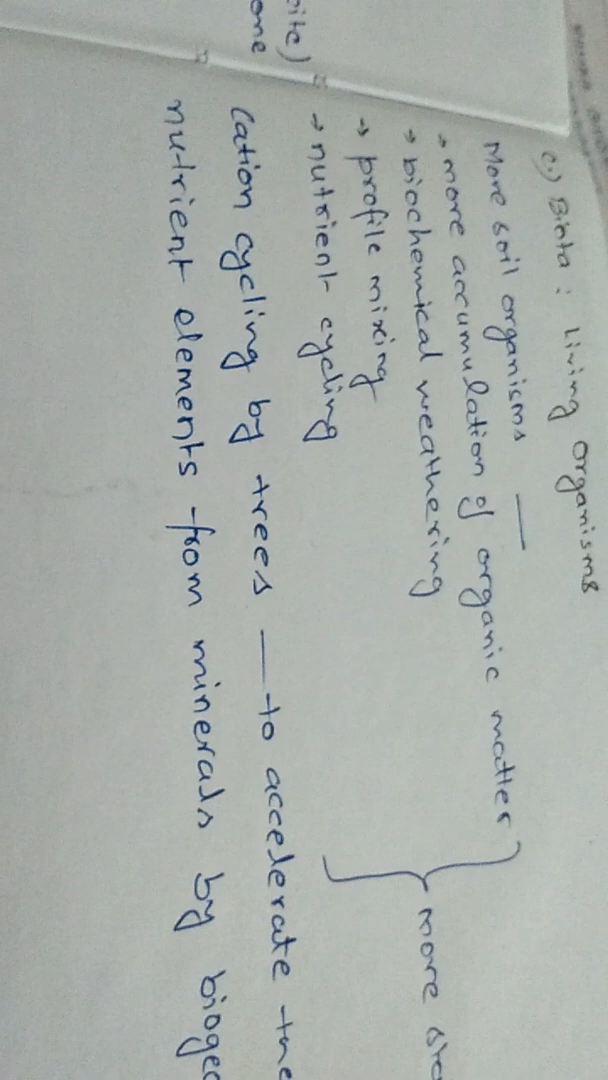 c) Biota : Living organisms
More soil organisms —
→ more accumulation of organic matter
→ biochemical weathering
→ profile mixing
→ nutrient cycling
} more
Cation cycling by trees — to accelerate the
nutrient elements from minerals by